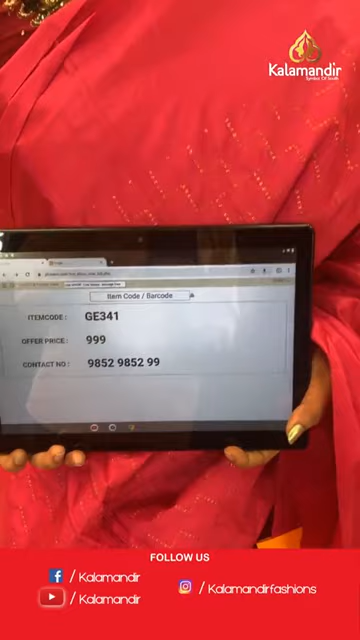 Kalamandir
Symbol Of South
Item Code / Barcode
ITEMCODE : GE341
OFFER PRICE : 999
CONTACT NO : 9852 9852 99
FOLLOW US
/ Kalamandir
/ Kalamandirfashions
/ Kalamandir